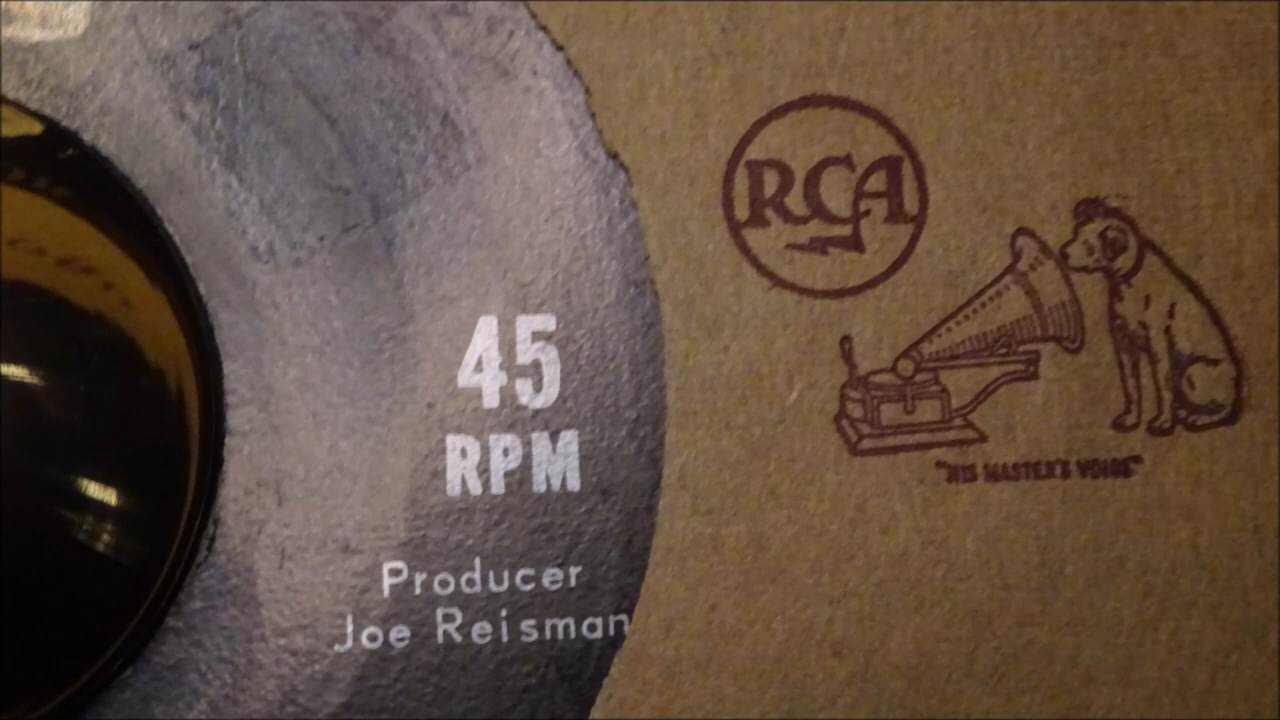 45
RPM
Producer
Joe Reisman
RCA
"HIS MASTER'S VOICE"